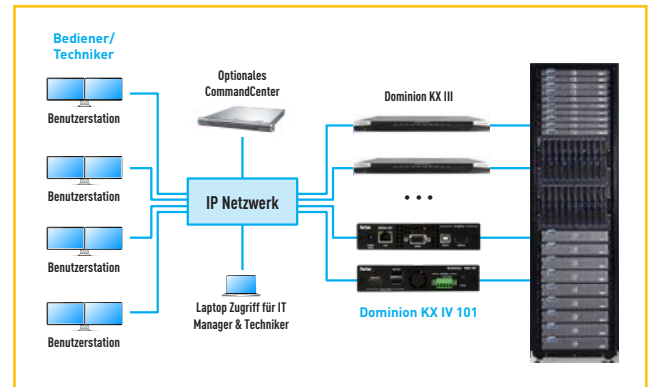 Bediener/
Techniker
Benutzerstation
Benutzerstation
Benutzerstation
Benutzerstation
Optionales
CommandCenter
IP Netzwerk
Laptop Zugriff für IT
Manager & Techniker
Dominion KX III
Dominion KX IV 101